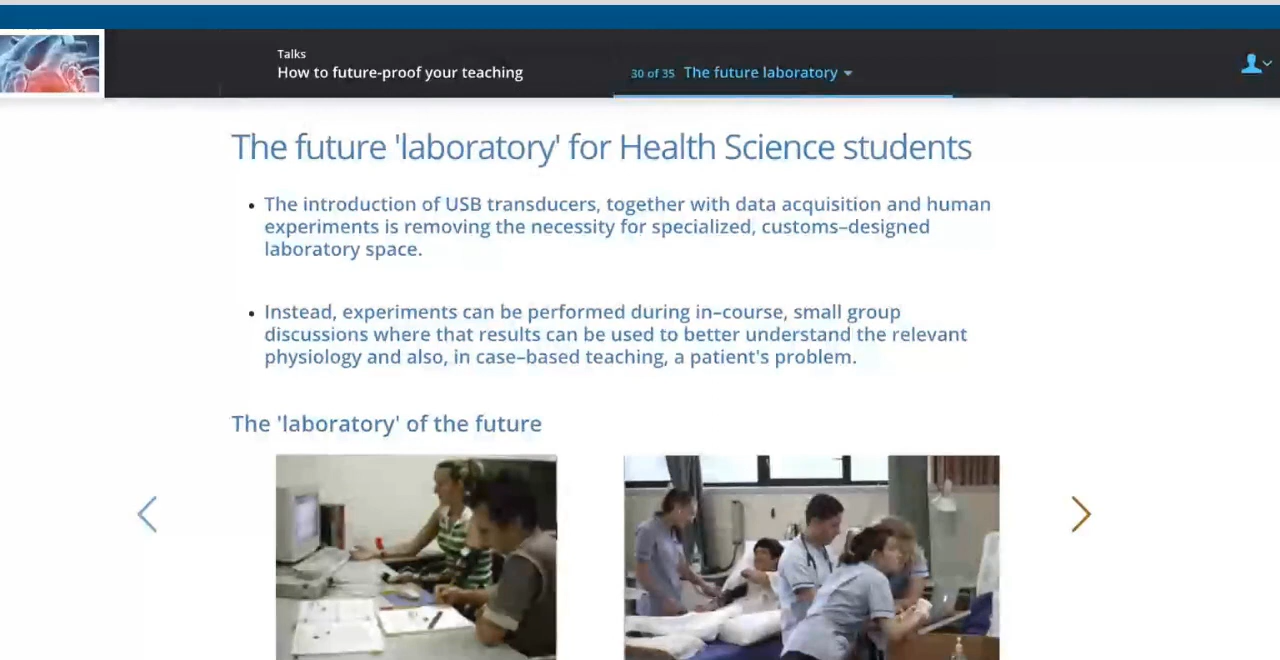 Talks
How to future-proof your teaching
30 of 35 The future laboratory
The future 'laboratory' for Health Science students
• The introduction of USB transducers, together with data acquisition and human
experiments is removing the necessity for specialized, customs–designed
laboratory space.
• Instead, experiments can be performed during in–course, small group
discussions where that results can be used to better understand the relevant
physiology and also, in case–based teaching, a patient's problem.
The 'laboratory' of the future